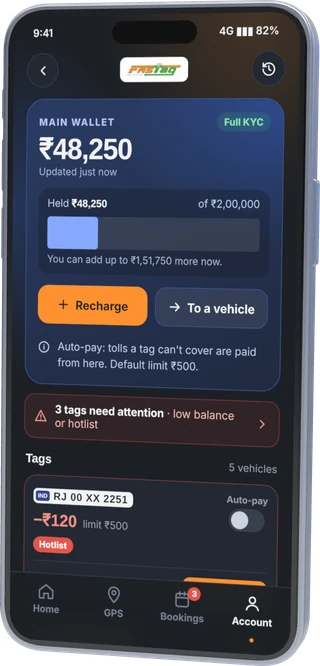 9:41
4G 82%
FASTag
MAIN WALLET
Full KYC
₹48,250
Updated just now
Held ₹48,250
of ₹2,00,000
You can add up to ₹1,51,750 more now.
+ Recharge
→ To a vehicle
Auto-pay: tolls a tag can't cover are paid
from here. Default limit ₹500.
3 tags need attention · low balance
or hotlist
Tags
5 vehicles
IND RJ 00 XX 2251
Auto-pay
−₹120 limit ₹500
Hotlist
Home
GPS
3
Bookings
Account